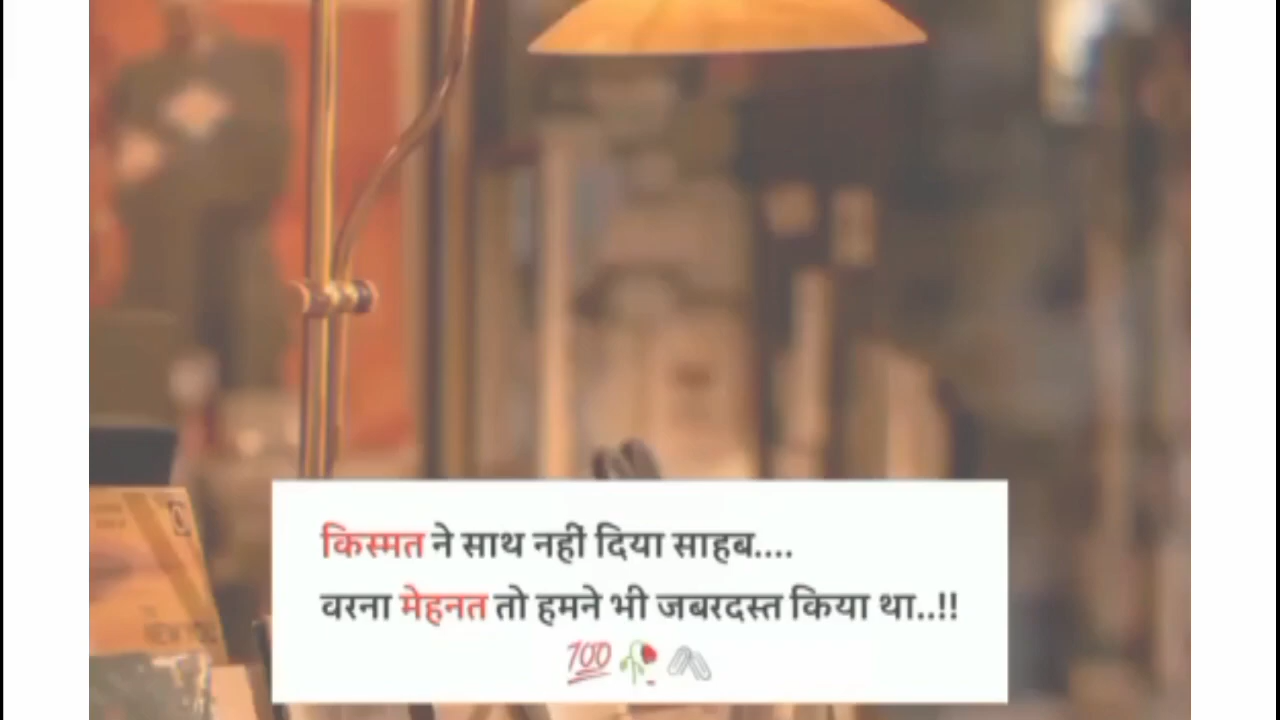 किस्मत ने साथ नहीं दिया साहब....
वरना मेहनत तो हमने भी जबरदस्त किया था..!!
💯🥀🖇